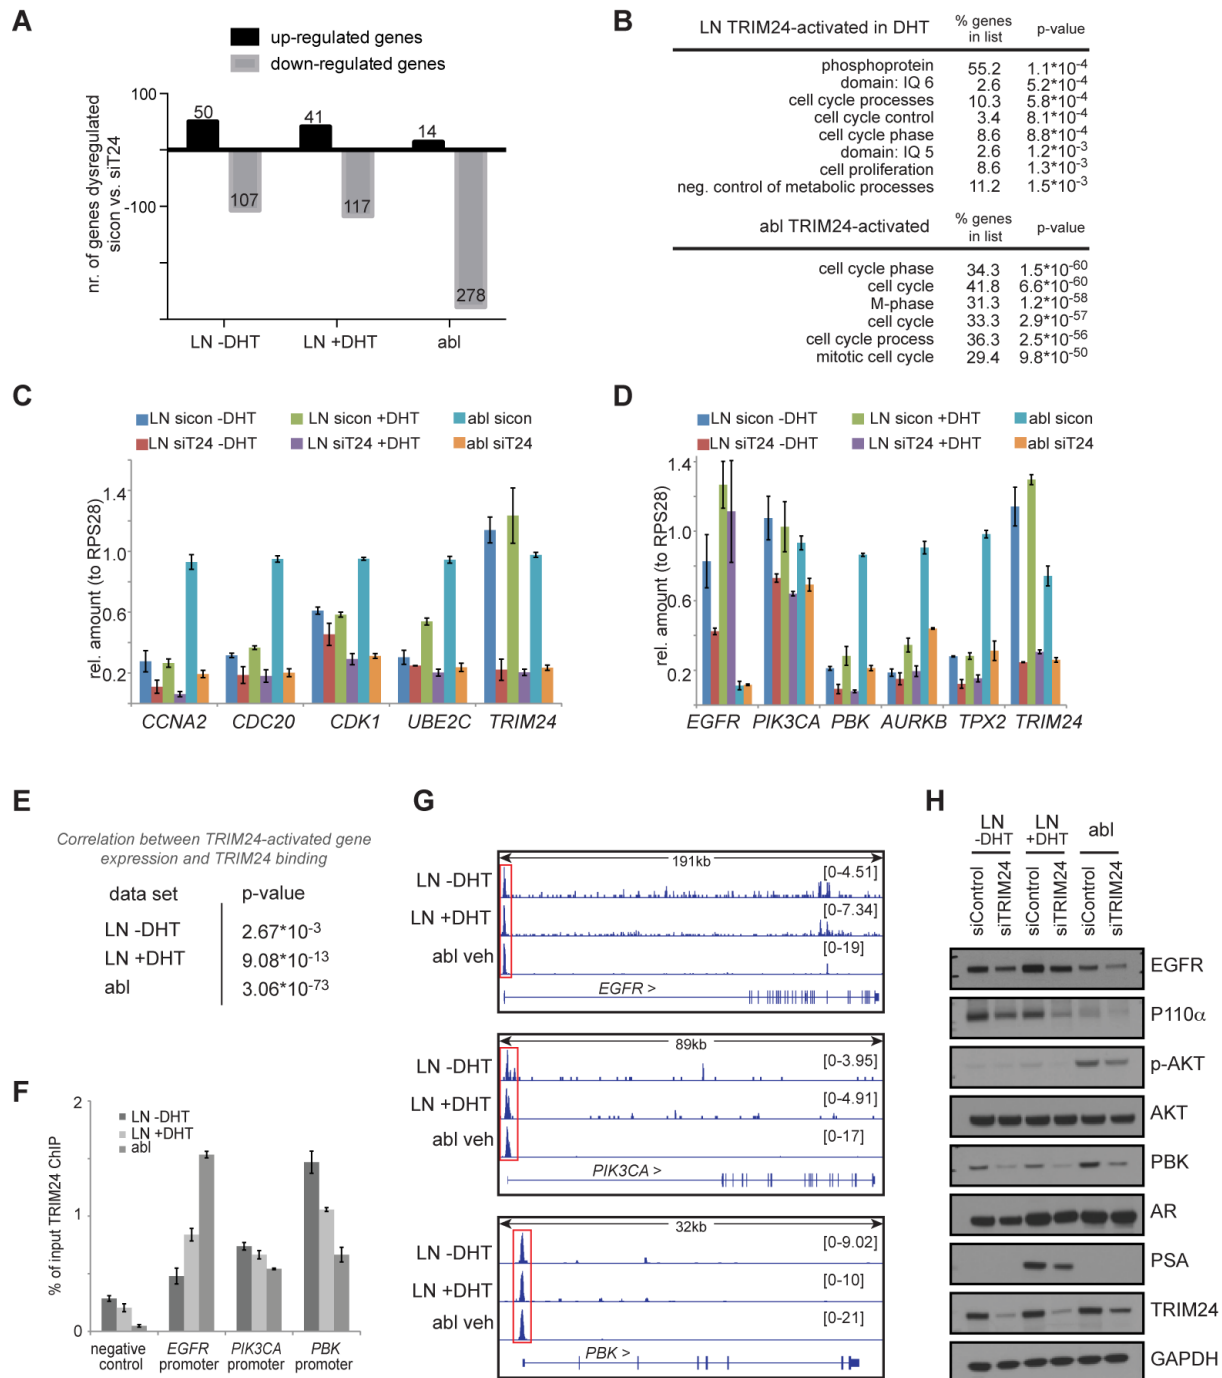 A
up-regulated genes
down-regulated genes
nr. of genes dysregulated
sicon vs. siT24
100
-100
50
107
41
117
14
278
LN -DHT
LN +DHT
abl
B
LN TRIM24-activated in DHT % genes in list p-value
phosphoprotein 55.2 1.1*10-4
domain: IQ 6 2.6 5.2*10-4
cell cycle processes 10.3 5.8*10-4
cell cycle control 3.4 8.1*10-4
cell cycle phase 8.6 8.8*10-4
domain: IQ 5 2.6 1.2*10-3
cell proliferation 8.6 1.3*10-3
neg. control of metabolic processes 11.2 1.5*10-3
abl TRIM24-activated % genes in list p-value
cell cycle phase 34.3 1.5*10-60
cell cycle 41.8 6.6*10-60
M-phase 31.3 1.2*10-58
cell cycle 33.3 2.9*10-57
cell cycle process 36.3 2.5*10-56
mitotic cell cycle 29.4 9.8*10-50
C
LN sicon -DHT LN sicon +DHT abl sicon
LN siT24 -DHT LN siT24 +DHT abl siT24
rel. amount (to RPS28)
1.4
1.0
0.6
0.2
CCNA2 CDC20 CDK1 UBE2C TRIM24
D
LN sicon -DHT LN sicon +DHT abl sicon
LN siT24 -DHT LN siT24 +DHT abl siT24
rel. amount (to RPS28)
1.4
1.0
0.6
0.2
EGFR PIK3CA PBK AURKB TPX2 TRIM24
E
Correlation between TRIM24-activated gene
expression and TRIM24 binding
data set p-value
LN -DHT 2.67*10-3
LN +DHT 9.08*10-13
abl 3.06*10-73
F
LN -DHT
LN +DHT
abl
% of input TRIM24 ChIP
2
1
0
negative control
EGFR promoter
PIK3CA promoter
PBK promoter
G
191kb
LN -DHT [0-4.51]
LN +DHT [0-7.34]
abl veh [0-19]
EGFR >
89kb
LN -DHT [0-3.95]
LN +DHT [0-4.91]
abl veh [0-17]
PIK3CA >
32kb
LN -DHT [0-9.02]
LN +DHT [0-10]
abl veh [0-21]
PBK >
H
LN -DHT
LN +DHT
abl
siControl
siTRIM24
siControl
siTRIM24
siControl
siTRIM24
EGFR
P110α
p-AKT
AKT
PBK
AR
PSA
TRIM24
GAPDH